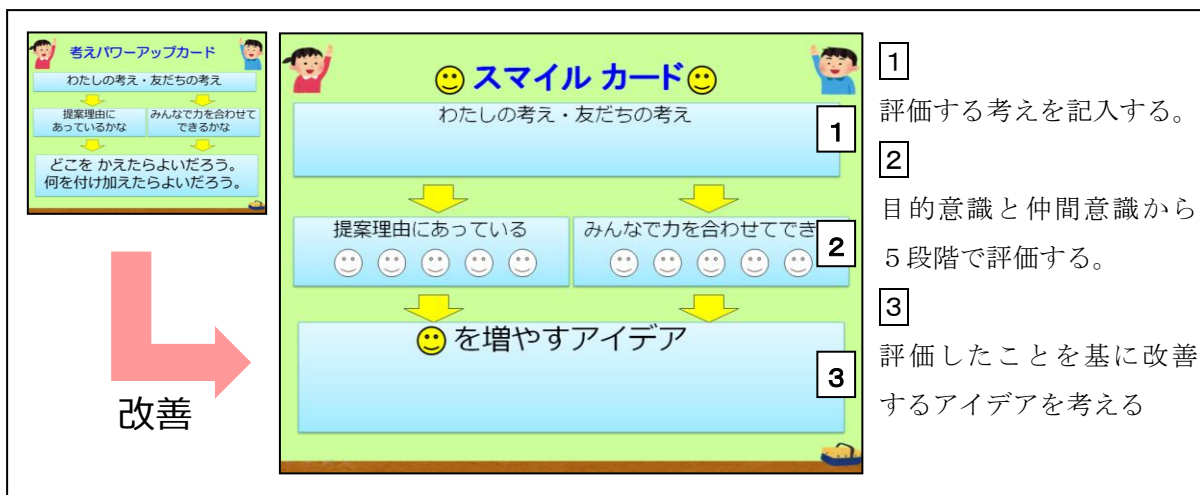 考えパワーアップカード
わたしの考え・友だちの考え
提案理由に
あっているかな
みんなで力を合わせて
できるかな
どこを かえたらよいだろう。
何を付け加えたらよいだろう。
改善
スマイル カード
わたしの考え・友だちの考え
1
提案理由にあっている
みんなで力を合わせてでき
2
を増やすアイデア
3
1
評価する考えを記入する。
2
目的意識と仲間意識から
５段階で評価する。
3
評価したことを基に改善
するアイデアを考える